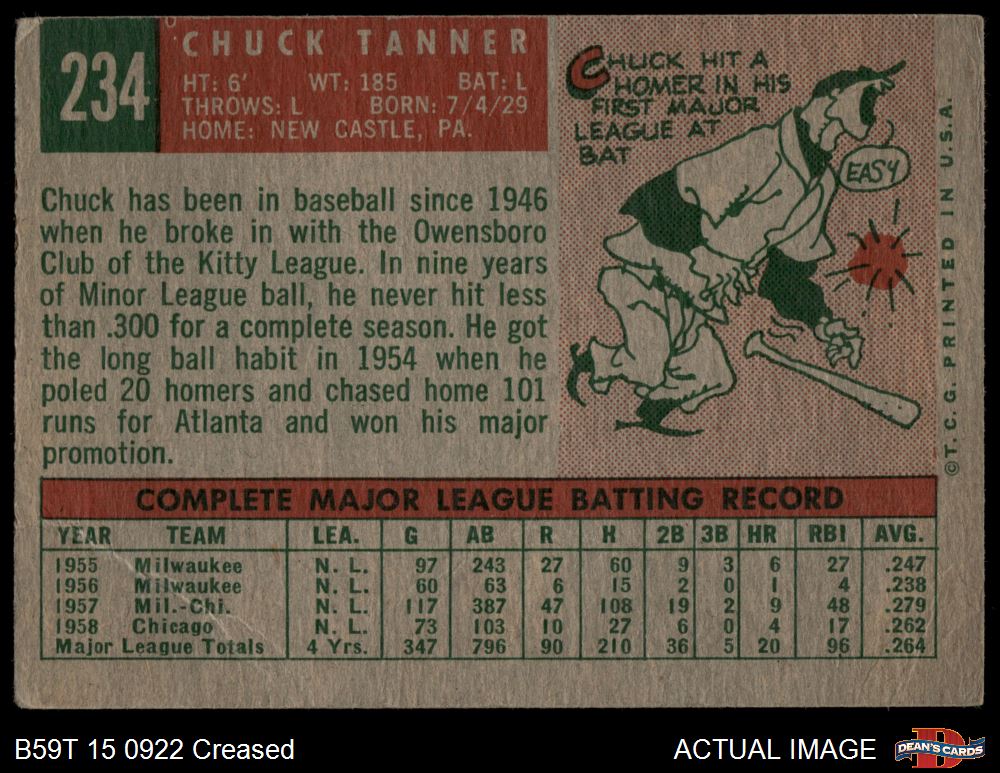 234
CHUCK TANNER
HT: 6' WT: 185 BAT: L
THROWS: L BORN: 7/4/29
HOME: NEW CASTLE, PA.
CHUCK HIT A
HOMER IN HIS
FIRST MAJOR
LEAGUE AT
BAT
EASY
©T.C.G. PRINTED IN U.S.A.
Chuck has been in baseball since 1946
when he broke in with the Owensboro
Club of the Kitty League. In nine years
of Minor League ball, he never hit less
than .300 for a complete season. He got
the long ball habit in 1954 when he
poled 20 homers and chased home 101
runs for Atlanta and won his major
promotion.
COMPLETE MAJOR LEAGUE BATTING RECORD
YEAR TEAM LEA. G AB R H 2B 3B HR RBI AVG.
1955 Milwaukee N. L. 97 243 27 60 9 3 6 27 .247
1956 Milwaukee N. L. 60 63 6 15 2 0 1 4 .238
1957 Mil.-Chi. N. L. 117 387 47 108 19 2 9 48 .279
1958 Chicago N. L. 73 103 10 27 6 0 4 17 .262
Major League Totals 4 Yrs. 347 796 90 210 36 5 20 96 .264
B59T 15 0922 Creased
ACTUAL IMAGE
DEAN'S CARDS